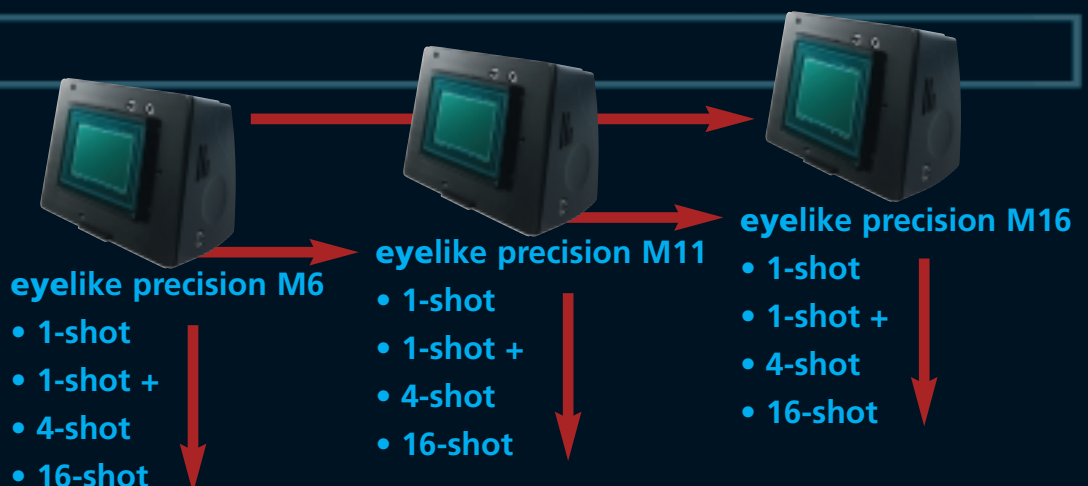 eyelike precision M6
• 1-shot
• 1-shot +
• 4-shot
• 16-shot
eyelike precision M11
• 1-shot
• 1-shot +
• 4-shot
• 16-shot
eyelike precision M16
• 1-shot
• 1-shot +
• 4-shot
• 16-shot